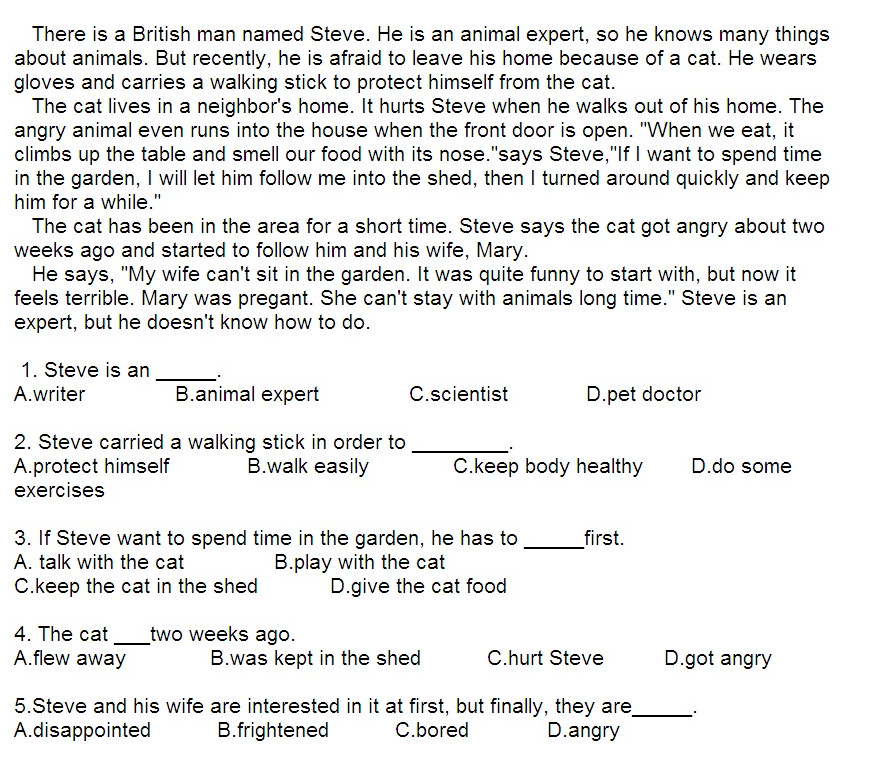 There is a British man named Steve. He is an animal expert, so he knows many things
about animals. But recently, he is afraid to leave his home because of a cat. He wears
gloves and carries a walking stick to protect himself from the cat.
The cat lives in a neighbor's home. It hurts Steve when he walks out of his home. The
angry animal even runs into the house when the front door is open. "When we eat, it
climbs up the table and smell our food with its nose."says Steve,"If I want to spend time
in the garden, I will let him follow me into the shed, then I turned around quickly and keep
him for a while."
The cat has been in the area for a short time. Steve says the cat got angry about two
weeks ago and started to follow him and his wife, Mary.
He says, "My wife can't sit in the garden. It was quite funny to start with, but now it
feels terrible. Mary was pregant. She can't stay with animals long time." Steve is an
expert, but he doesn't know how to do.
1. Steve is an ______.
A.writer B.animal expert C.scientist D.pet doctor
2. Steve carried a walking stick in order to _________.
A.protect himself B.walk easily C.keep body healthy D.do some
exercises
3. If Steve want to spend time in the garden, he has to ______first.
A. talk with the cat B.play with the cat
C.keep the cat in the shed D.give the cat food
4. The cat ___two weeks ago.
A.flew away B.was kept in the shed C.hurt Steve D.got angry
5.Steve and his wife are interested in it at first, but finally, they are______.
A.disappointed B.frightened C.bored D.angry